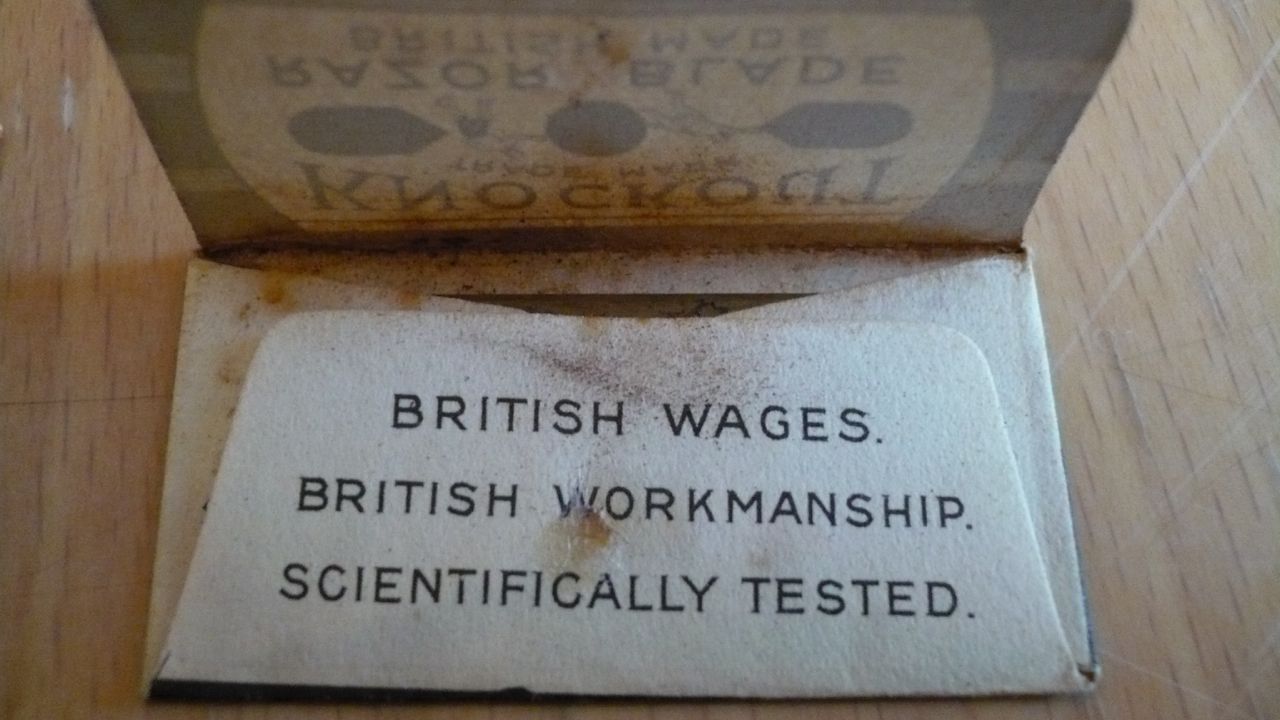 BRITISH MADE
RAZOR BLADE
TRADE MARK
KNOCKOUT
BRITISH WAGES.
BRITISH WORKMANSHIP.
SCIENTIFICALLY TESTED.